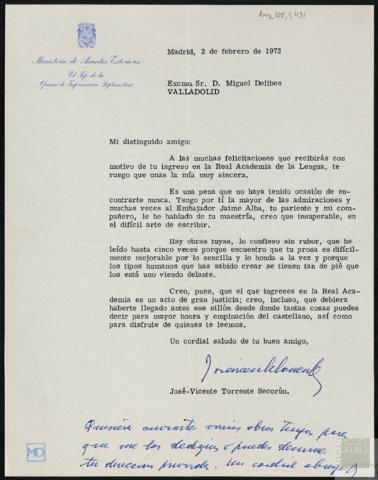 Madrid, 2 de febrero de 1973
Ministerio de Asuntos Exteriores
El Jefe de la
Oficina de Información Diplomática
Excmo. Sr. D. Miguel Delibes
VALLADOLID
Mi distinguido amigo:
A las muchas felicitaciones que recibirás con
motivo de tu ingreso en la Real Academia de la Lengua, te
ruego que unas la mía muy sincera.
Es una pena que no haya tenido ocasión de en-
contrarte nunca. Tengo por tí la mayor de las admiraciones y
muchas veces al Embajador Jaime Alba, tu pariente y mi com-
pañero, le he hablado de tu maestría, creo que insuperable, en
el difícil arte de escribir.
Hay obras tuyas, lo confieso sin rubor, que he
leído hasta cinco veces porque encuentro que tu prosa es difícil-
mente mejorable por lo sencilla y lo honda a la vez y porque
los tipos humanos que has sabido crear se tienen tan de pié que
los está uno viendo delante.
Creo, pues, que el que ingreses en la Real Aca-
demia es un acto de gran justicia; creo, incluso, que debiera
haberte llegado antes ese sillón desde donde tantas cosas puedes
decir para mayor honra y empinación del castellano, así como
para disfrute de quienes te leemos.
Un cordial saludo de tu buen amigo,
José-Vicente Torrente Secorún.
Quisiera enviarte varias obras tuyas para
que me las dediques o puedes decirme
tu dirección privada. Un cordial abrazo
MD